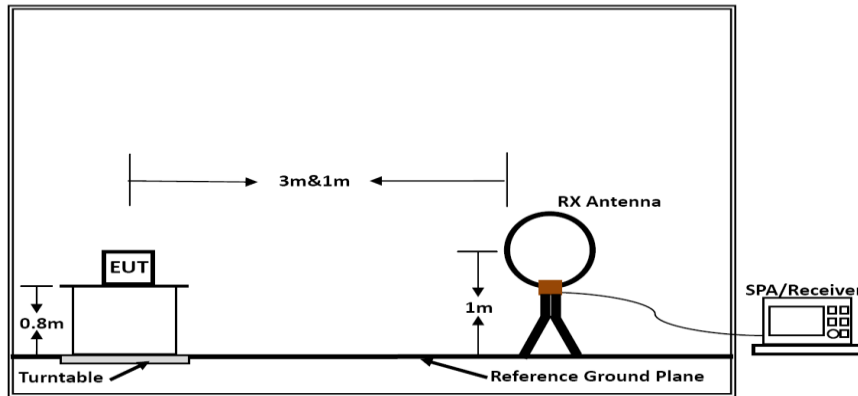 3m&1m
RX Antenna
EUT
SPA/Receiver
0.8m
1m
Turntable
Reference Ground Plane